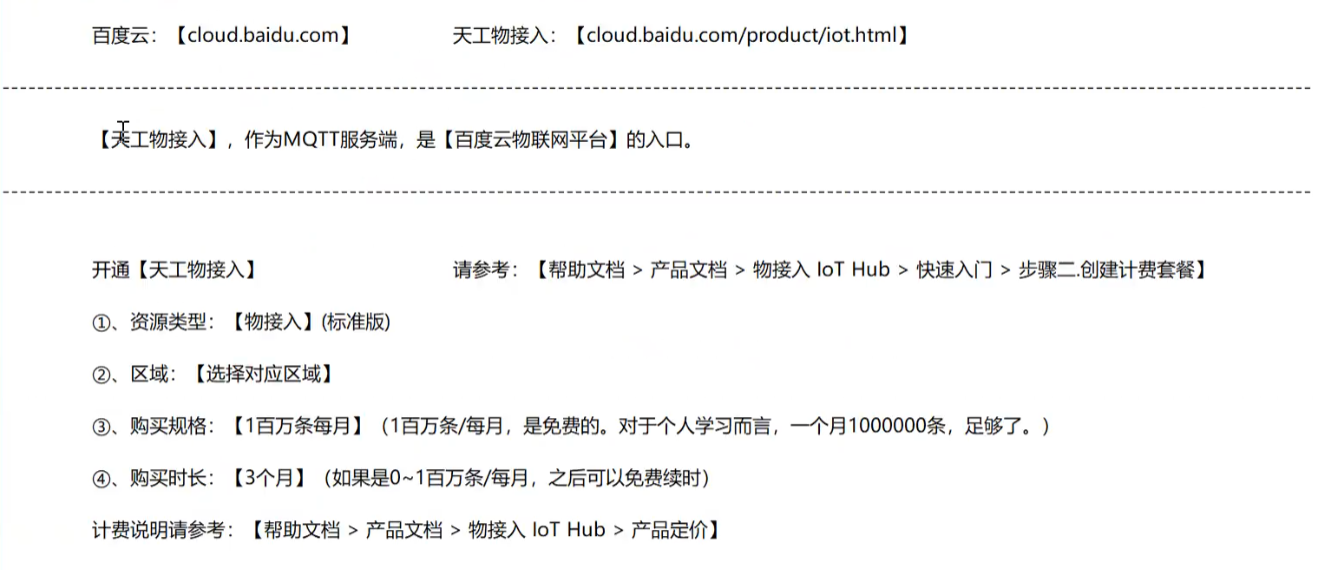 百度云：【cloud.baidu.com】 天工物接入：【cloud.baidu.com/product/iot.html】
【天工物接入】，作为MQTT服务端，是【百度云物联网平台】的入口。
开通【天工物接入】 请参考：【帮助文档 > 产品文档 > 物接入 IoT Hub > 快速入门 > 步骤二.创建计费套餐】
①、资源类型：【物接入】(标准版)
②、区域：【选择对应区域】
③、购买规格：【1百万条每月】（1百万条/每月，是免费的。对于个人学习而言，一个月1000000条，足够了。）
④、购买时长：【3个月】（如果是0~1百万条/每月，之后可以免费续时）
计费说明请参考：【帮助文档 > 产品文档 > 物接入 IoT Hub > 产品定价】